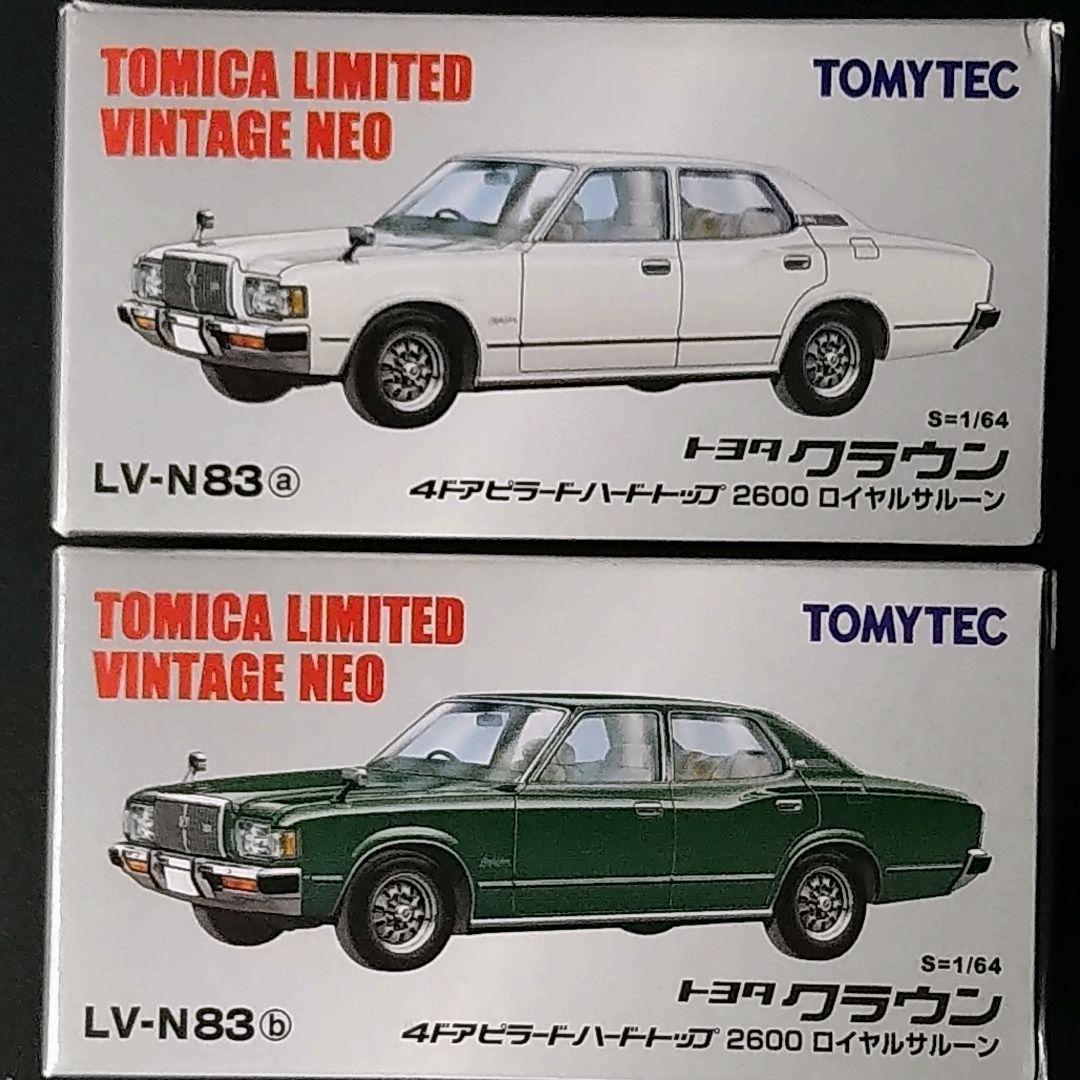 TOMICA LIMITED
VINTAGE NEO
TOMYTEC
S=1/64
トヨタ クラウン
LV-N83ⓐ
4ドアピラードハードトップ 2600 ロイヤルサルーン
TOMICA LIMITED
VINTAGE NEO
TOMYTEC
S=1/64
トヨタ クラウン
LV-N83ⓑ
4ドアピラードハードトップ 2600 ロイヤルサルーン